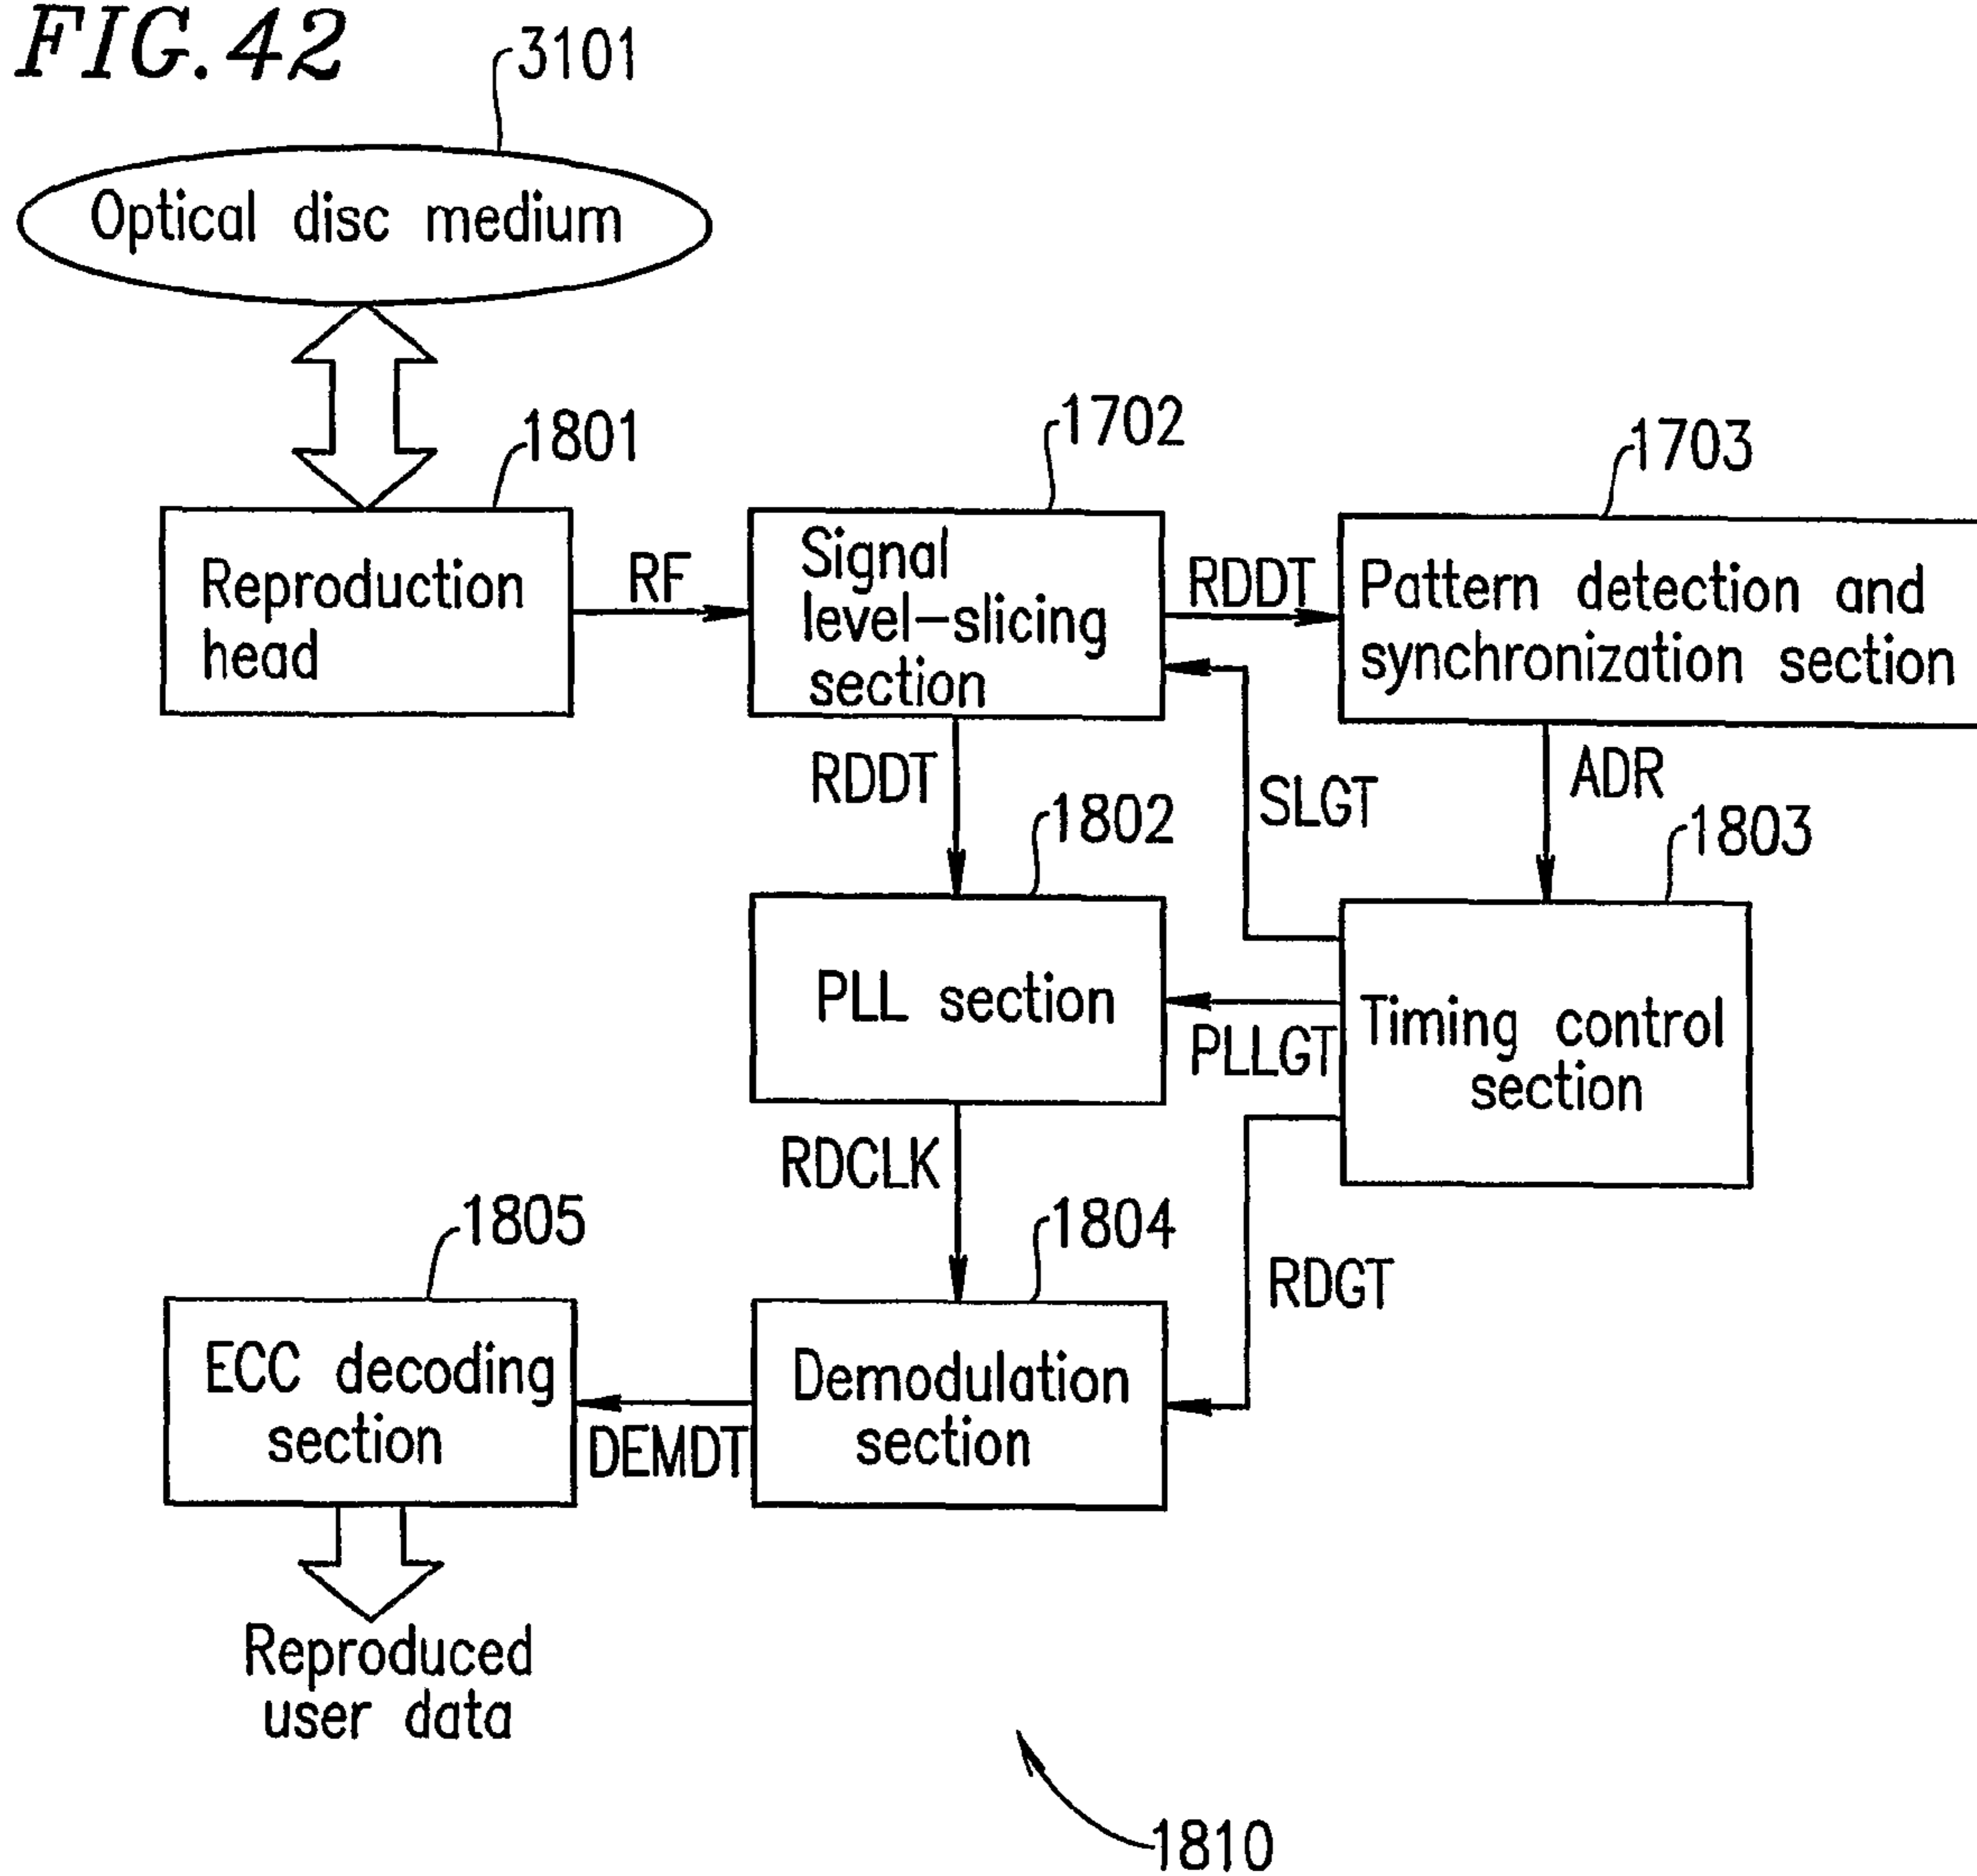 FIG. 42
3101
Optical disc medium
1801
1702
1703
Reproduction
head
RF
Signal
level-slicing
section
RDDT
Pattern detection and
synchronization section
RDDT
SLGT
ADR
1802
1803
PLL section
PLLGT
Timing control
section
RDCLK
1805
1804
RDGT
ECC decoding
section
DEMDT
Demodulation
section
Reproduced
user data
1810